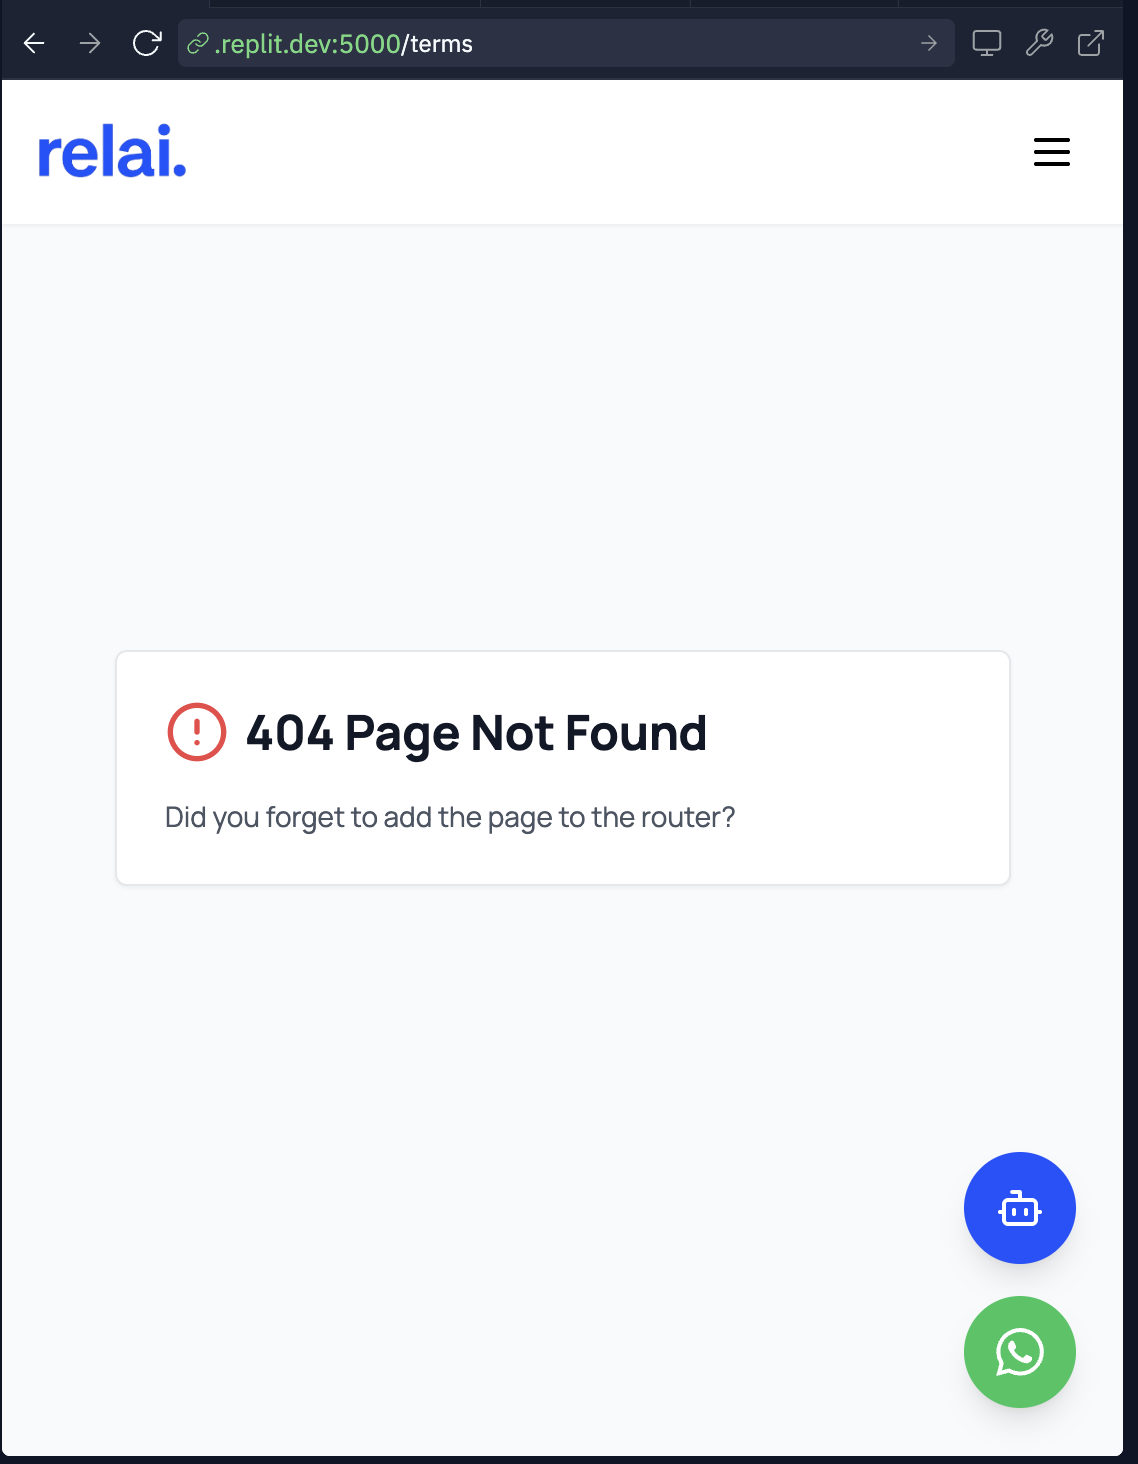 .replit.dev:5000/terms
relai.
404 Page Not Found
Did you forget to add the page to the router?